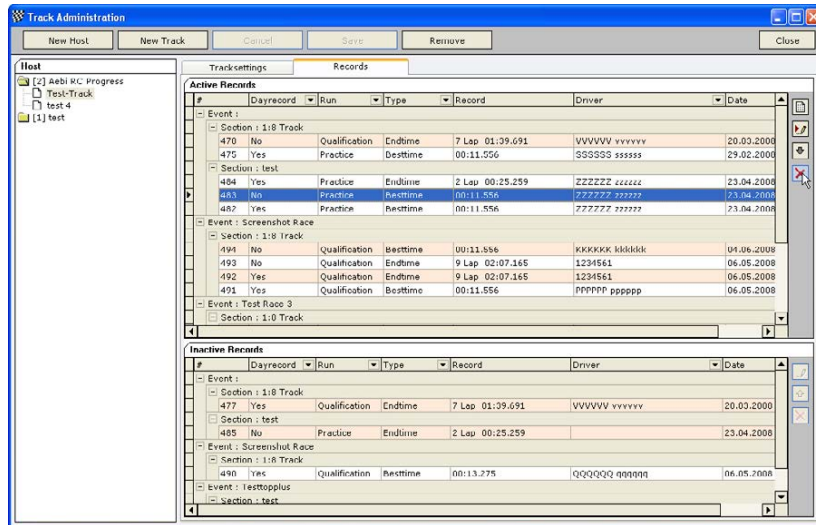 Track Administration
New Host New Track Cancel Save Remove Close
Host
[2] Aebi RC Progress
Test-Track
test 4
[1] test
Tracksettings Records
Active Records
# Dayrecord Run Type Record Driver Date
Event :
Section : 1:8 Track
470 No Qualification Endtime 7 Lap 01:39.691 VVVVVV vvvvvv 20.03.2008
475 Yes Practice Besttime 00:11.556 SSSSSS ssssss 29.02.2008
Section : test
484 Yes Practice Endtime 2 Lap 00:25.259 ZZZZZZ zzzzzz 23.04.2008
483 No Practice Besttime 00:11.556 ZZZZZZ zzzzzz 23.04.2008
482 Yes Practice Besttime 00:11.556 ZZZZZZ zzzzzz 23.04.2008
Event : Screenshot Race
Section : 1:8 Track
494 No Qualification Besttime 00:11.556 KKKKKK kkkkkk 04.06.2008
493 No Qualification Endtime 9 Lap 02:07.165 1234561 06.05.2008
492 Yes Qualification Endtime 9 Lap 02:07.165 1234561 06.05.2008
491 Yes Qualification Besttime 00:11.556 PPPPPP pppppp 06.05.2008
Event : Test Race 3
Section : 1:8 Track
Inactive Records
# Dayrecord Run Type Record Driver Date
Event :
Section : 1:8 Track
477 Yes Qualification Endtime 7 Lap 01:39.691 VVVVVV vvvvvv 20.03.2008
Section : test
485 No Practice Endtime 2 Lap 00:25.259 23.04.2008
Event : Screenshot Race
Section : 1:8 Track
490 Yes Qualification Besttime 00:13.275 QQQQQQ qqqqqq 06.05.2008
Event : Testtopplus
Section : test